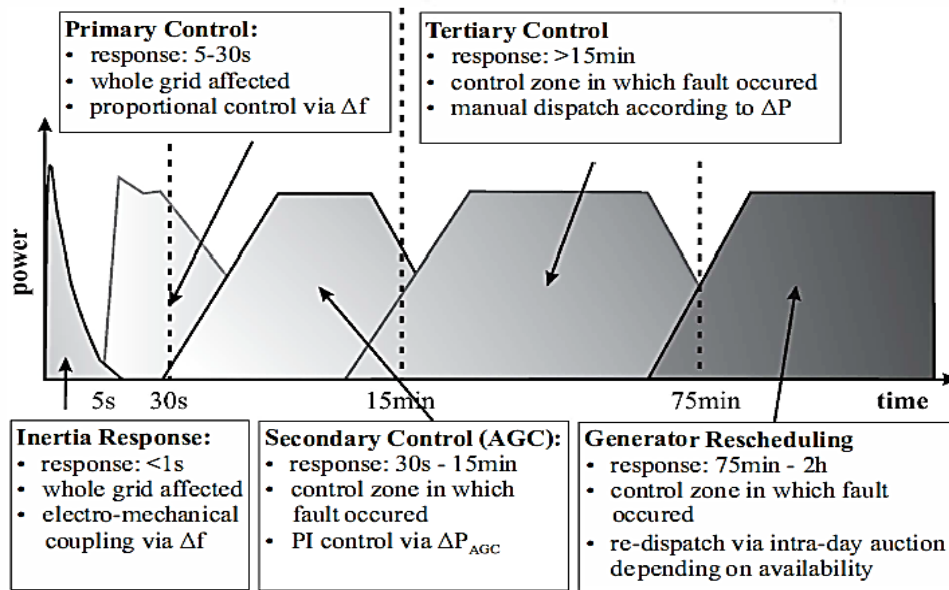 Primary Control:
• response: 5-30s
• whole grid affected
• proportional control via Δf
Tertiary Control
• response: >15min
• control zone in which fault occured
• manual dispatch according to ΔP
power
5s
30s
15min
75min
time
Inertia Response:
• response: <1s
• whole grid affected
• electro-mechanical
coupling via Δf
Secondary Control (AGC):
• response: 30s - 15min
• control zone in which
fault occured
• PI control via ΔP_AGC
Generator Rescheduling
• response: 75min - 2h
• control zone in which fault
occured
• re-dispatch via intra-day auction
depending on availability